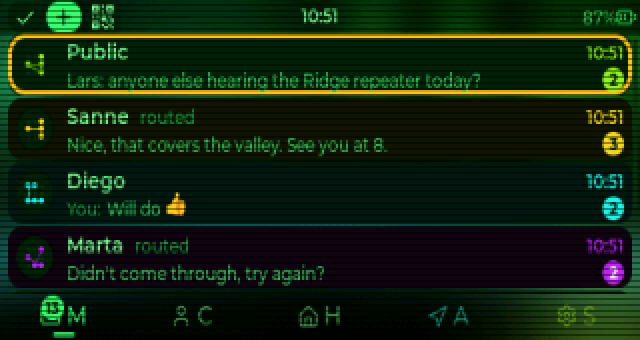 10:51 87%
Public 10:51
Lars: anyone else hearing the Ridge repeater today? 2
Sanne routed 10:51
Nice, that covers the valley. See you at 8. 3
Diego 10:51
You: Will do 👍 2
Marta routed 10:51
Didn't come through, try again? 2
M C H A S